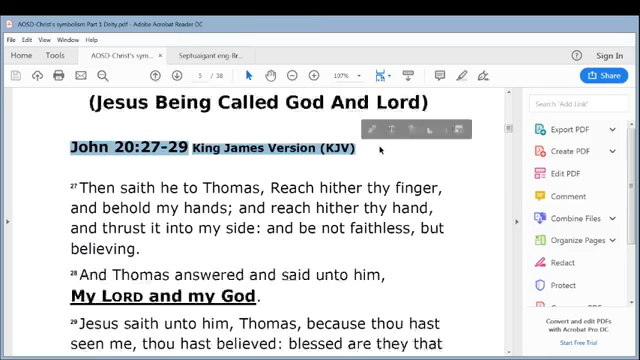 AOSD-Christ's symbolism Part 1 Deity.pdf - Adobe Acrobat Reader DC
File Edit View Window Help
Home Tools AOSD-Christ's sym... × Septuaigant eng-Br... Sign In
5 / 38 107% Share
(Jesus Being Called God And Lord)
John 20:27-29 King James Version (KJV)
27 Then saith he to Thomas, Reach hither thy finger,
and behold my hands; and reach hither thy hand,
and thrust it into my side: and be not faithless, but
believing.
28 And Thomas answered and said unto him,
My LORD and my God.
29 Jesus saith unto him, Thomas, because thou hast
seen me, thou hast believed: blessed are they that
Search 'Add Link'
Export PDF
Create PDF
Edit PDF
Comment
Combine Files
Organize Pages
Redact
Protect
Convert and edit PDFs
with Acrobat Pro DC
Start Free Trial